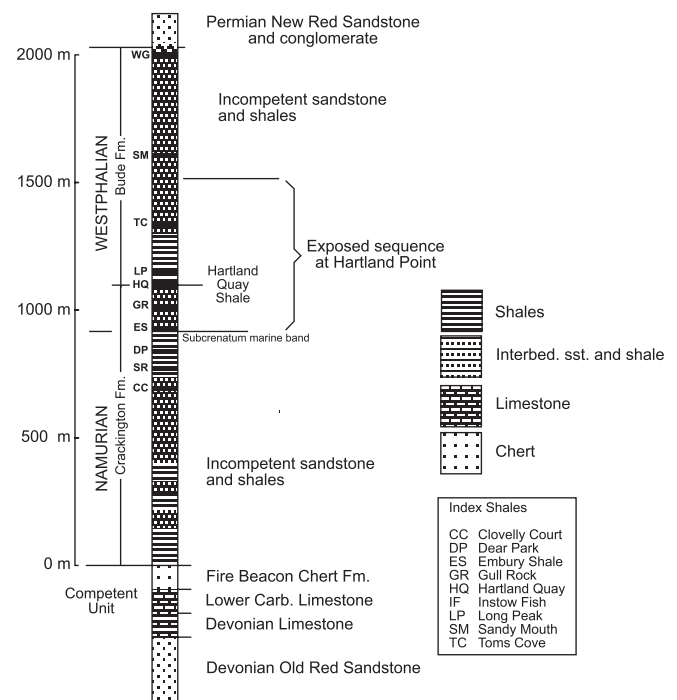 Permian New Red Sandstone
and conglomerate
2000 m
WG
Incompetent sandstone
and shales
SM
WESTPHALIAN
Bude Fm.
1500 m
TC
Exposed sequence
at Hartland Point
LP
HQ
Hartland
Quay
Shale
1000 m
GR
ES
Subcrenatum marine band
DP
SR
CC
NAMURIAN
Crackington Fm.
500 m
Incompetent sandstone
and shales
0 m
Competent
Unit
Fire Beacon Chert Fm.
Lower Carb. Limestone
Devonian Limestone
Devonian Old Red Sandstone
Shales
Interbed. sst. and shale
Limestone
Chert
Index Shales
CC Clovelly Court
DP Dear Park
ES Embury Shale
GR Gull Rock
HQ Hartland Quay
IF Instow Fish
LP Long Peak
SM Sandy Mouth
TC Toms Cove